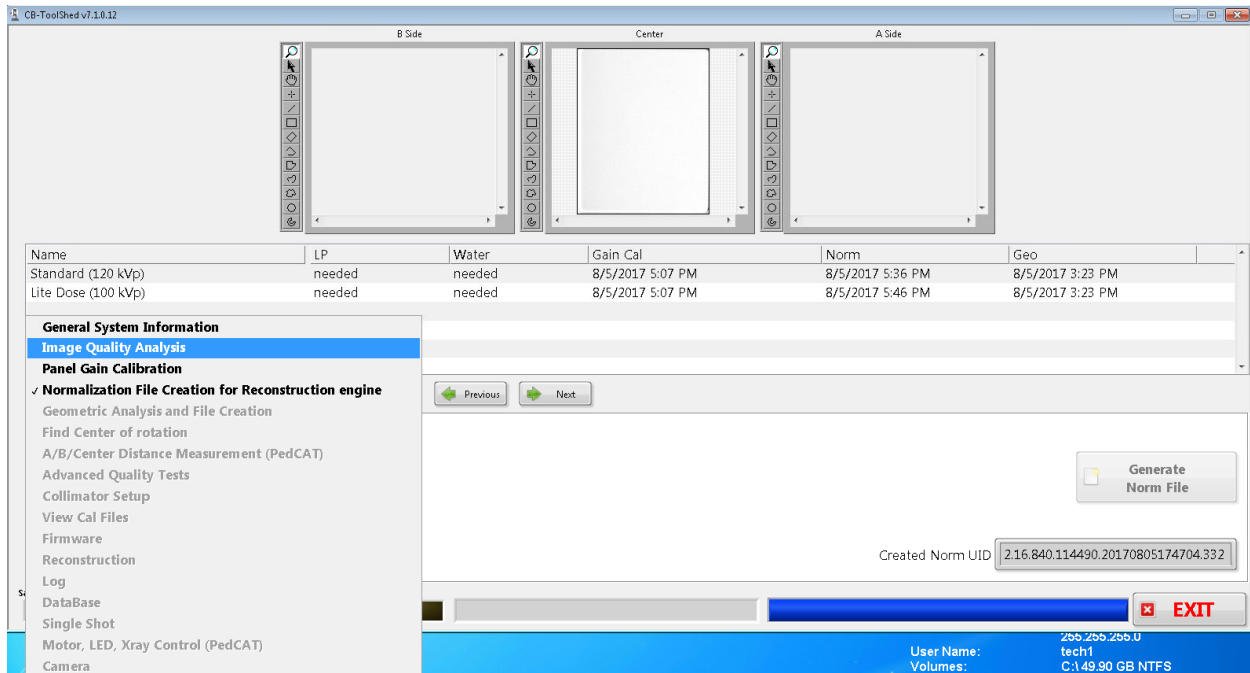 CB-ToolShed v7.1.0.12
B Side Center A Side
Name LP Water Gain Cal Norm Geo
Standard (120 kVp) needed needed 8/5/2017 5:07 PM 8/5/2017 5:36 PM 8/5/2017 3:23 PM
Lite Dose (100 kVp) needed needed 8/5/2017 5:07 PM 8/5/2017 5:46 PM 8/5/2017 3:23 PM
General System Information
Image Quality Analysis
Panel Gain Calibration
✓ Normalization File Creation for Reconstruction engine
Previous Next
Geometric Analysis and File Creation
Find Center of rotation
A/B/Center Distance Measurement (PedCAT)
Advanced Quality Tests
Collimator Setup
View Cal Files
Firmware
Reconstruction
Log
DataBase
Single Shot
Motor, LED, Xray Control (PedCAT)
Camera
Generate
Norm File
Created Norm UID 2.16.840.114490.20170805174704.332
EXIT
255.255.255.0
User Name: tech1
Volumes: C:\ 49.90 GB NTFS